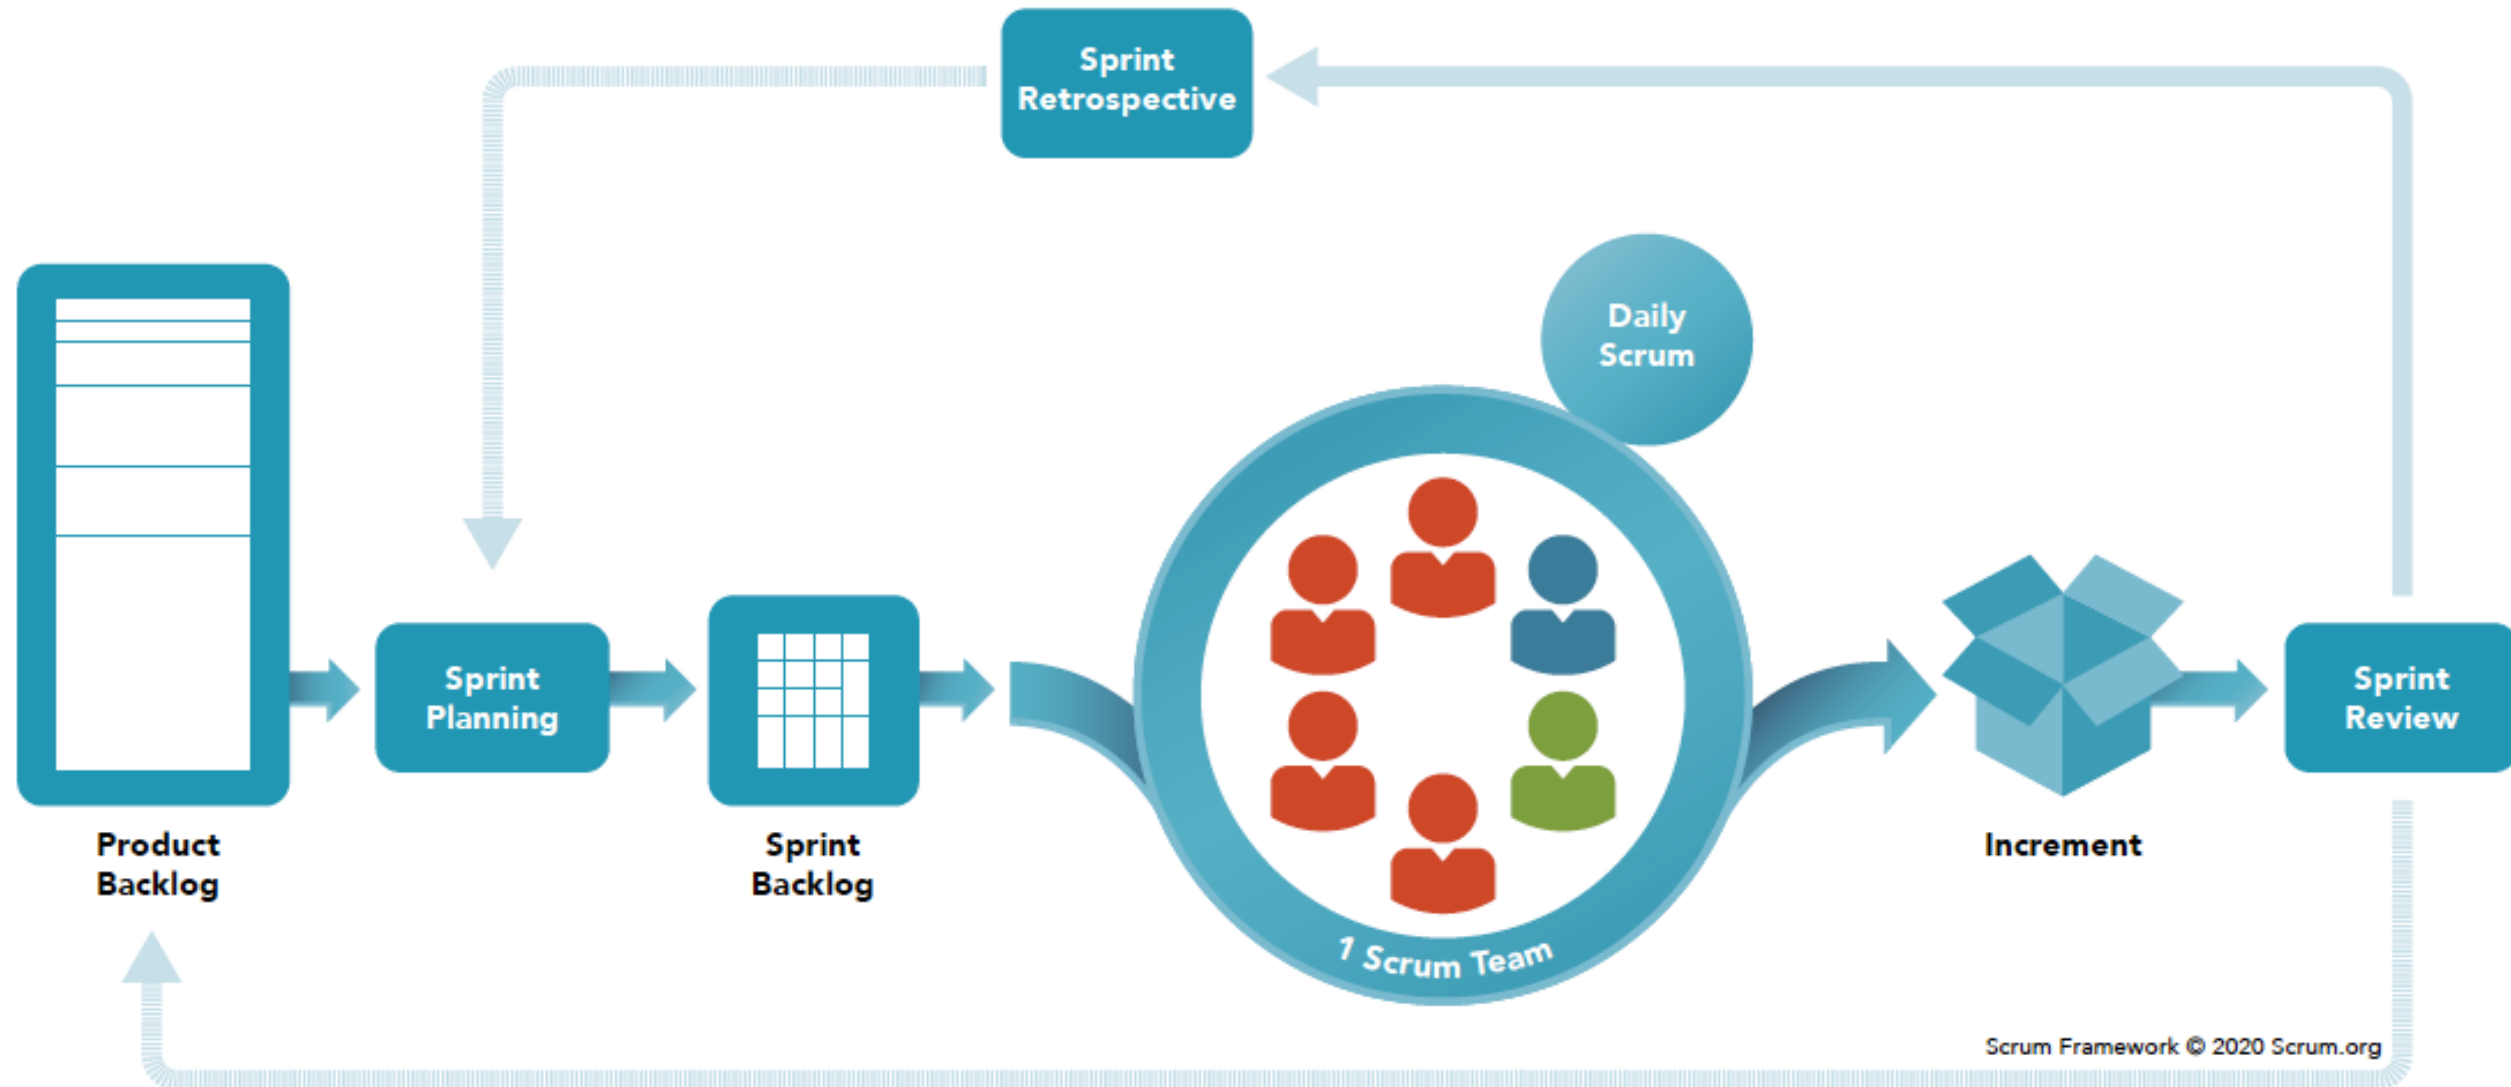 Sprint
Retrospective
Daily
Scrum
Sprint
Planning
Sprint
Review
Product
Backlog
Sprint
Backlog
Increment
1 Scrum Team
Scrum Framework © 2020 Scrum.org